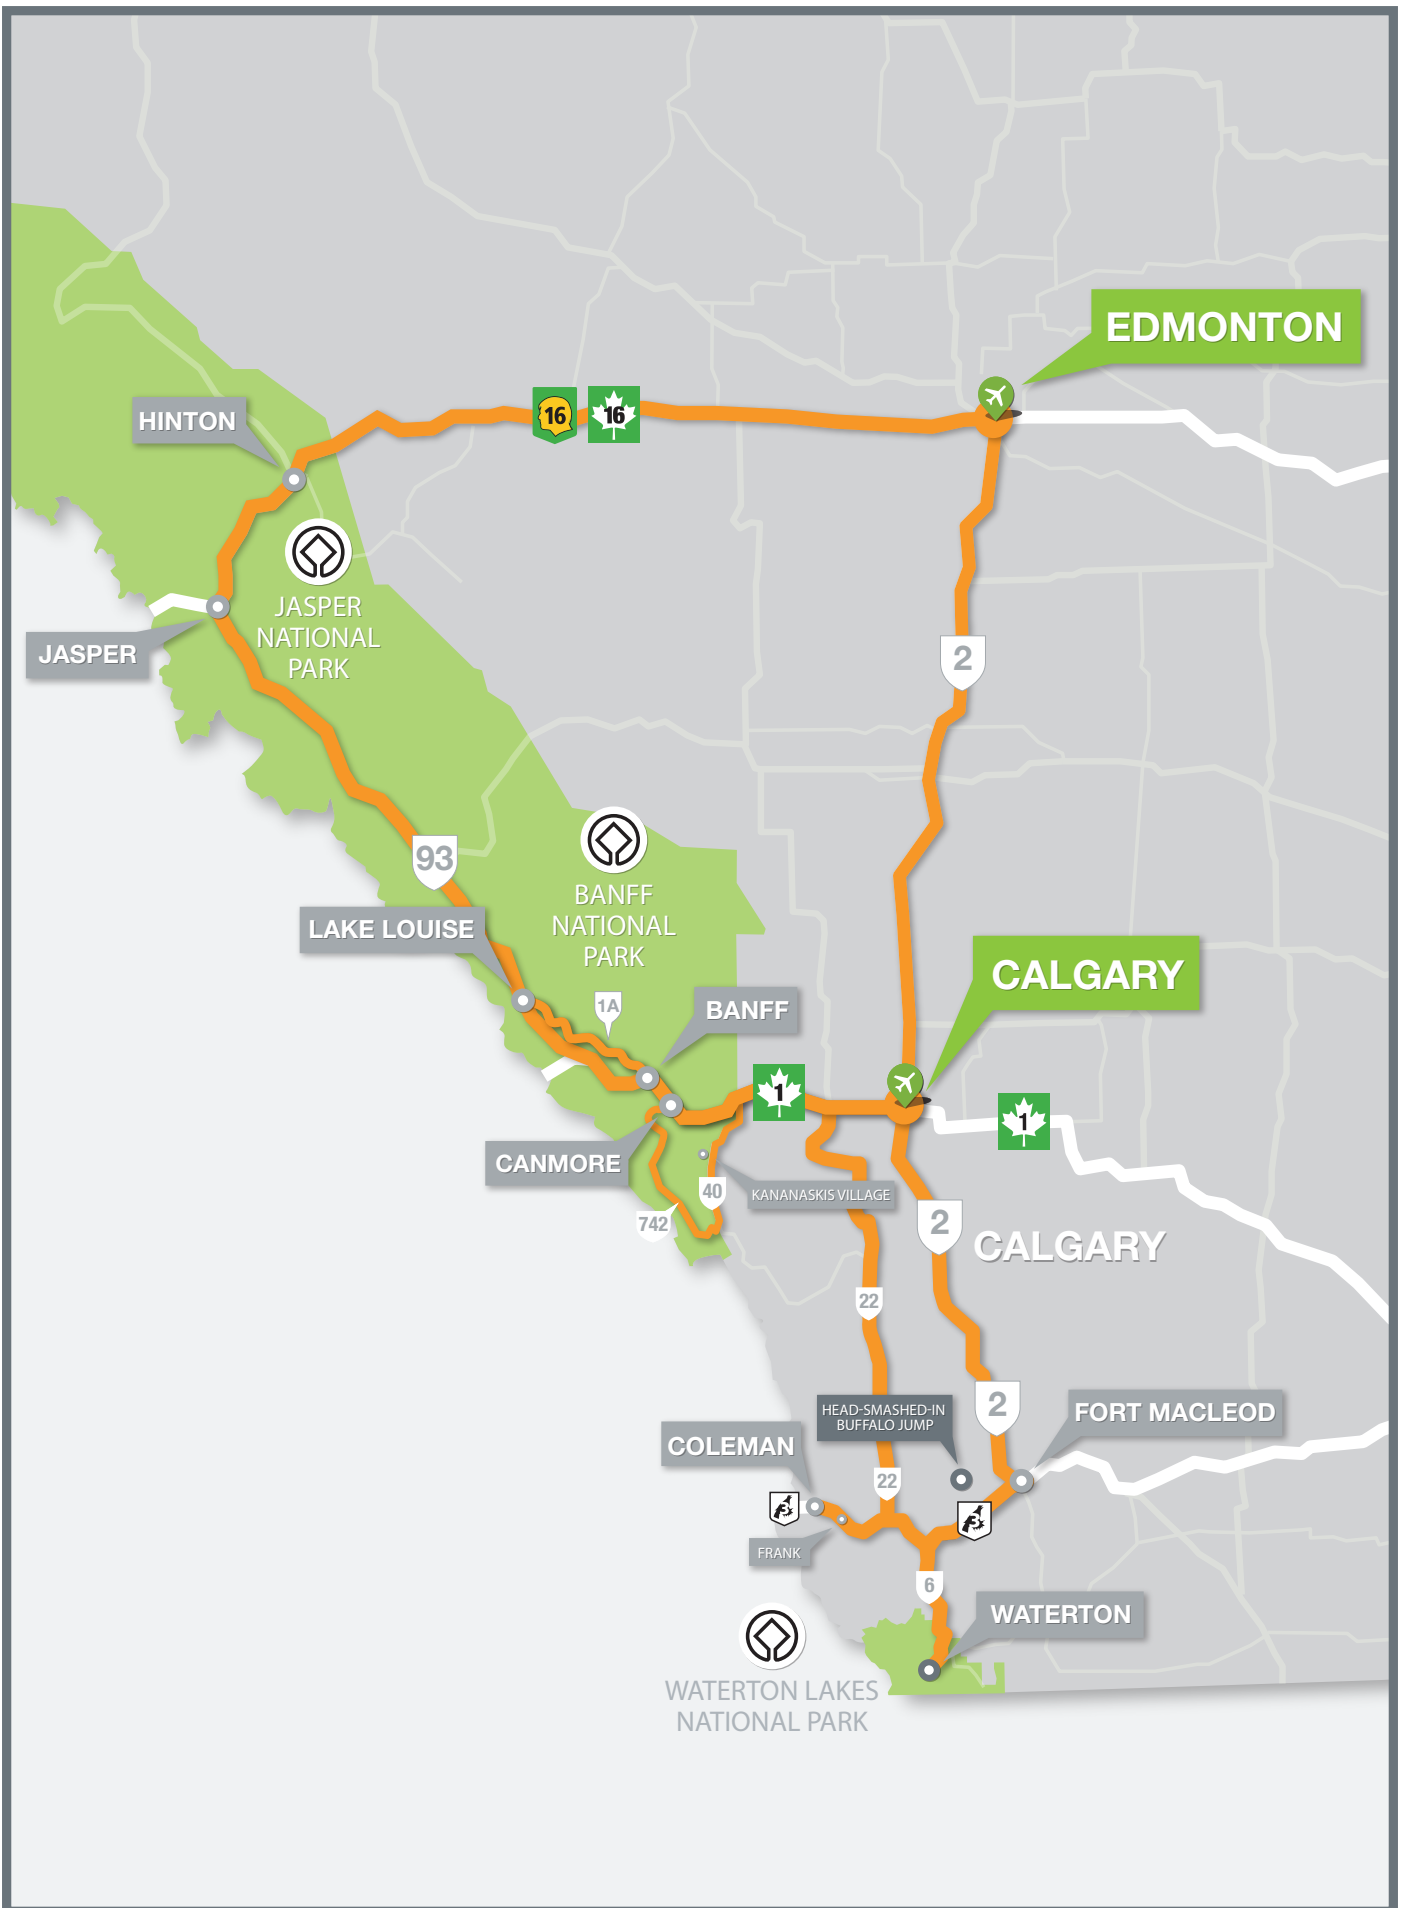 EDMONTON
16
16
HINTON
JASPER
NATIONAL
PARK
JASPER
2
93
BANFF
NATIONAL
PARK
LAKE LOUISE
1A
BANFF
CALGARY
1
1
CANMORE
40
KANANASKIS VILLAGE
742
2
CALGARY
22
2
HEAD-SMASHED-IN
BUFFALO JUMP
FORT MACLEOD
COLEMAN
22
3
3
FRANK
6
WATERTON
WATERTON LAKES
NATIONAL PARK